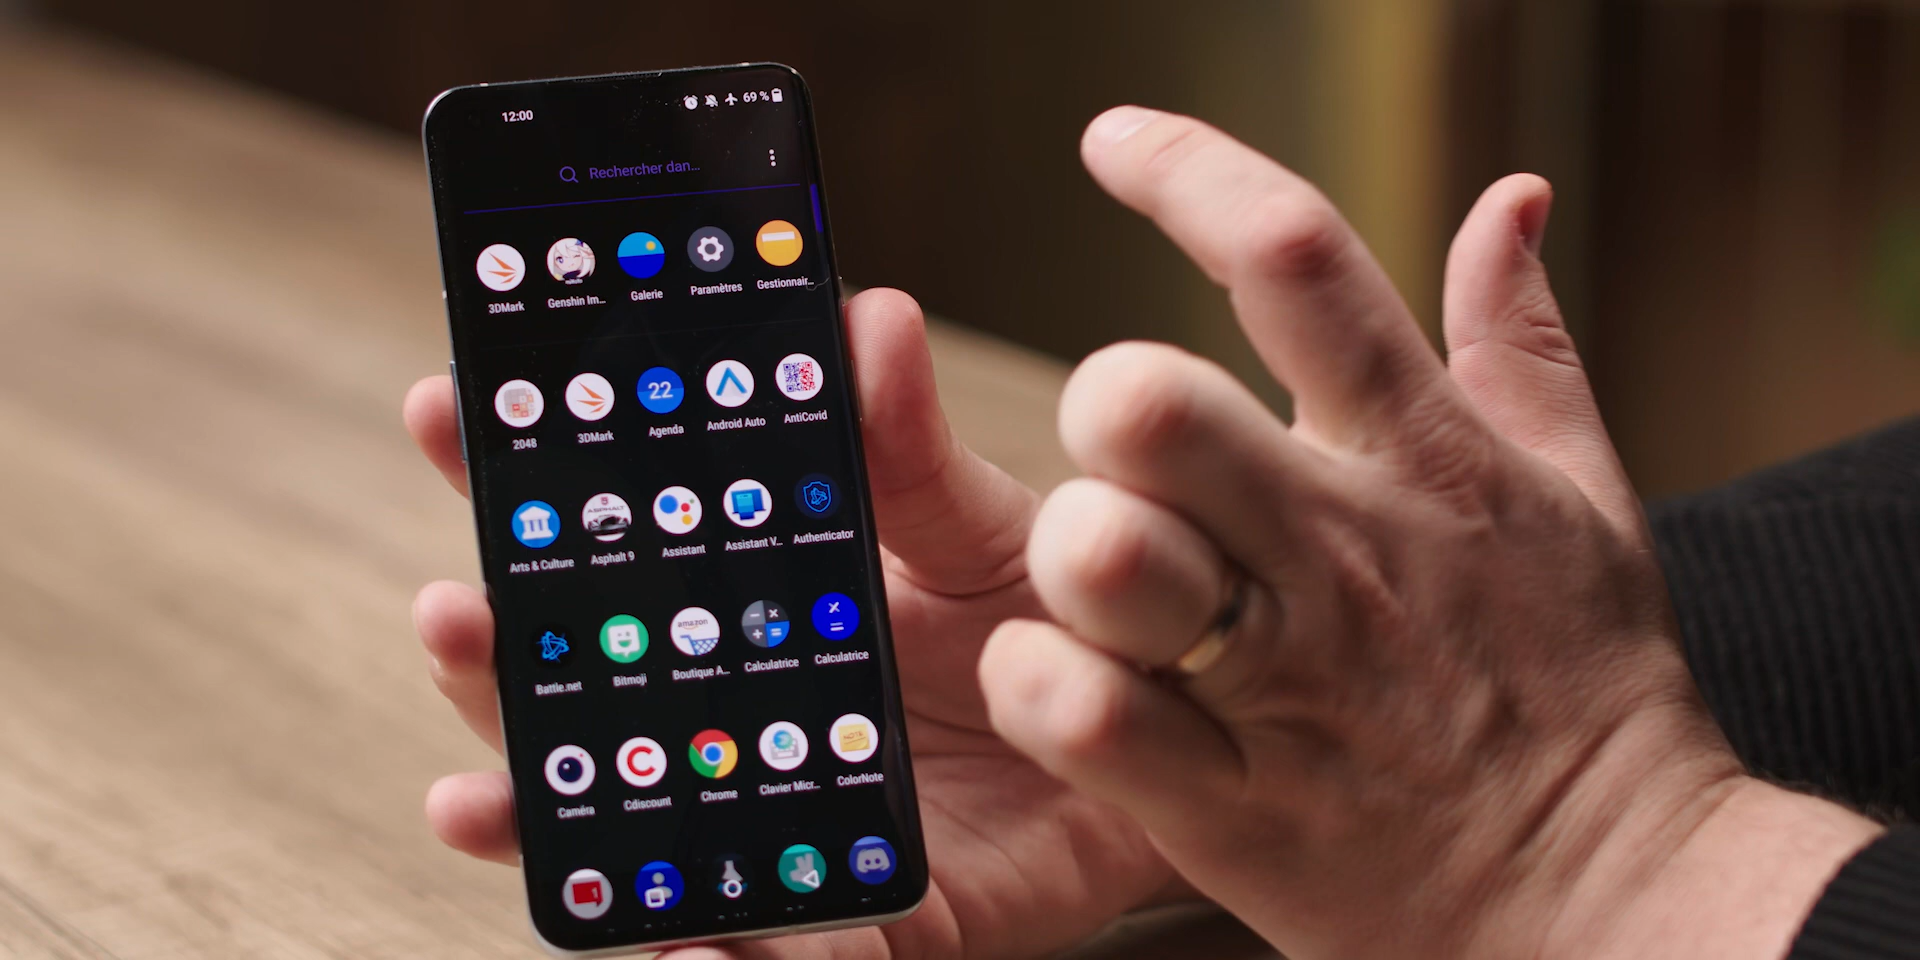 12:00 69 %
Rechercher dan...
3DMark Genshin Im... Galerie Paramètres Gestionnair...
22
2048 3DMark Agenda Android Auto AntiCovid
ASPHALT
Arts & Culture Asphalt 9 Assistant Assistant V... Authenticator
amazon
Battle.net Bitmoji Boutique A... Calculatrice Calculatrice
NOTE
Caméra Cdiscount Chrome Clavier Micr... ColorNote